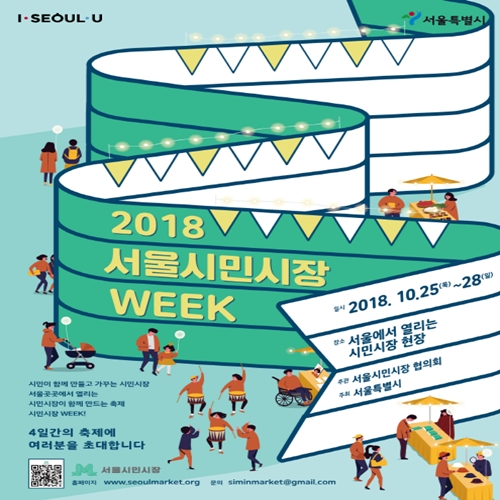 I·SEOUL·U
서울특별시
2018
서울시민시장
WEEK
일시 2018. 10.25(목) ~28(일)
장소 서울에서 열리는
시민시장 현장
주관 서울시민시장 협의회
주최 서울특별시
시민이 함께 만들고 가꾸는 시민시장
서울곳곳에서 열리는
시민시장이 함께 만드는 축제
시민시장 WEEK!
4일간의 축제에
여러분을 초대합니다
서울시민시장
홈페이지 www.seoulmarket.org 문의 siminmarket@gmail.com